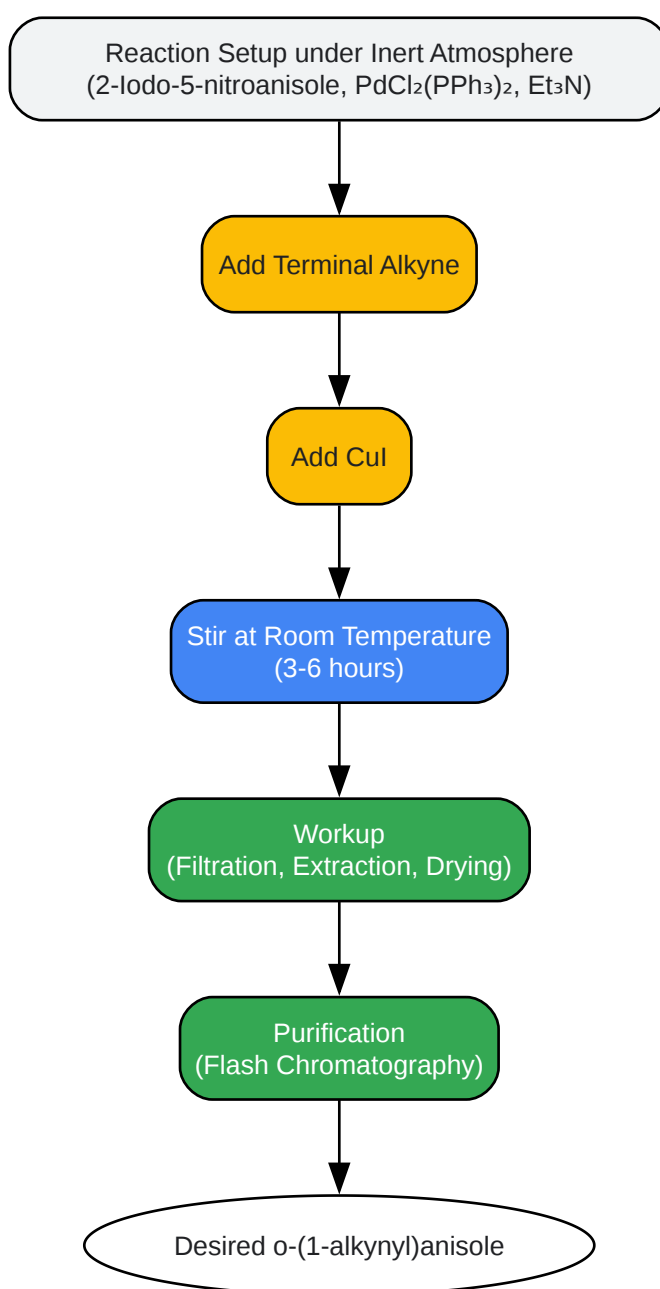 Reaction Setup under Inert Atmosphere
(2-Iodo-5-nitroanisole, PdCl₂(PPh₃)₂, Et₃N)
Add Terminal Alkyne
Add CuI
Stir at Room Temperature
(3-6 hours)
Workup
(Filtration, Extraction, Drying)
Purification
(Flash Chromatography)
Desired o-(1-alkynyl)anisole